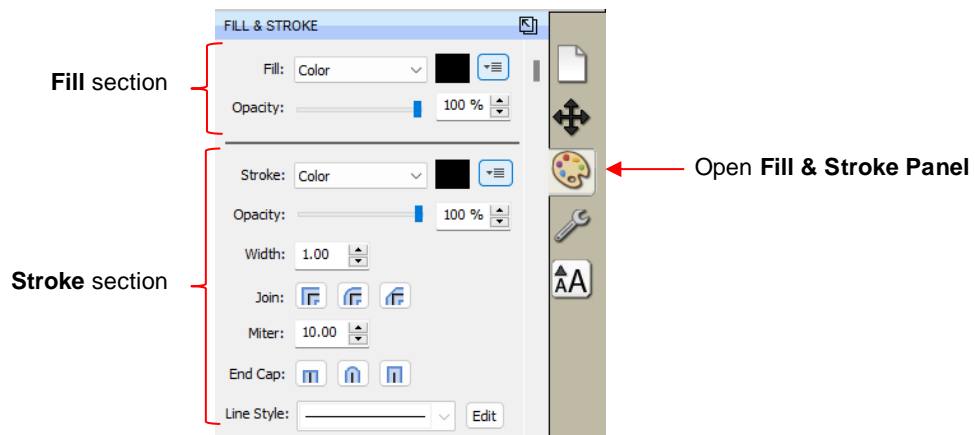 FILL & STROKE
Fill section
Fill: Color
Opacity: 100 %
Open Fill & Stroke Panel
Stroke: Color
Opacity: 100 %
Width: 1.00
Stroke section
Join:
Miter: 10.00
End Cap:
Line Style: Edit
AA